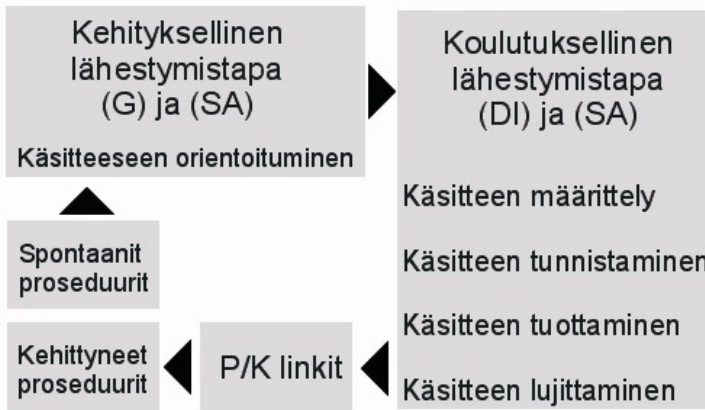 Kehityksellinen
lähestymistapa
(G) ja (SA)
Käsitteeseen orientoituminen
Koulutuksellinen
lähestymistapa
(DI) ja (SA)
Käsitteen määrittely
Käsitteen tunnistaminen
Käsitteen tuottaminen
Käsitteen lujittaminen
P/K linkit
Kehittyneet
proseduurit
Spontaanit
proseduurit